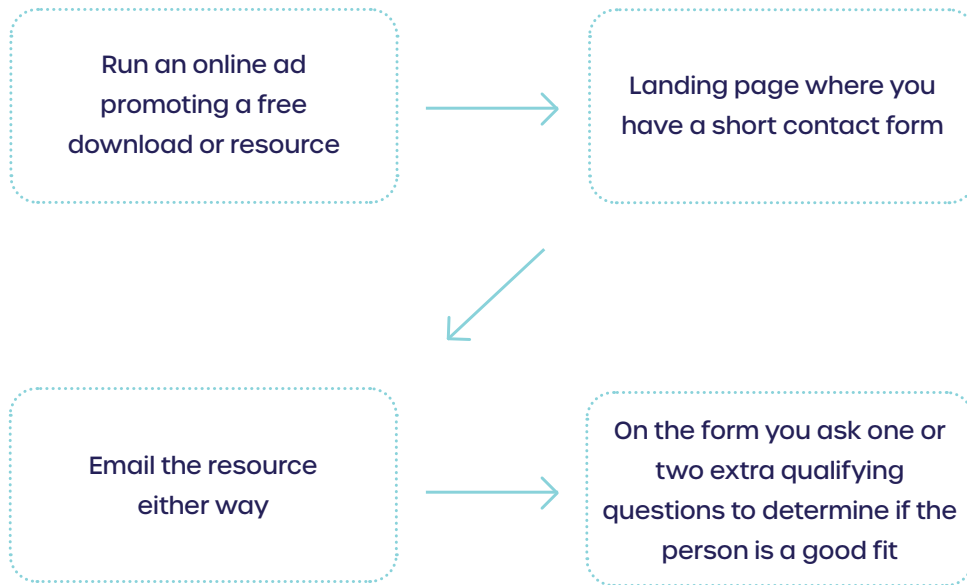 Run an online ad
promoting a free
download or resource
Landing page where you
have a short contact form
Email the resource
either way
On the form you ask one or
two extra qualifying
questions to determine if the
person is a good fit